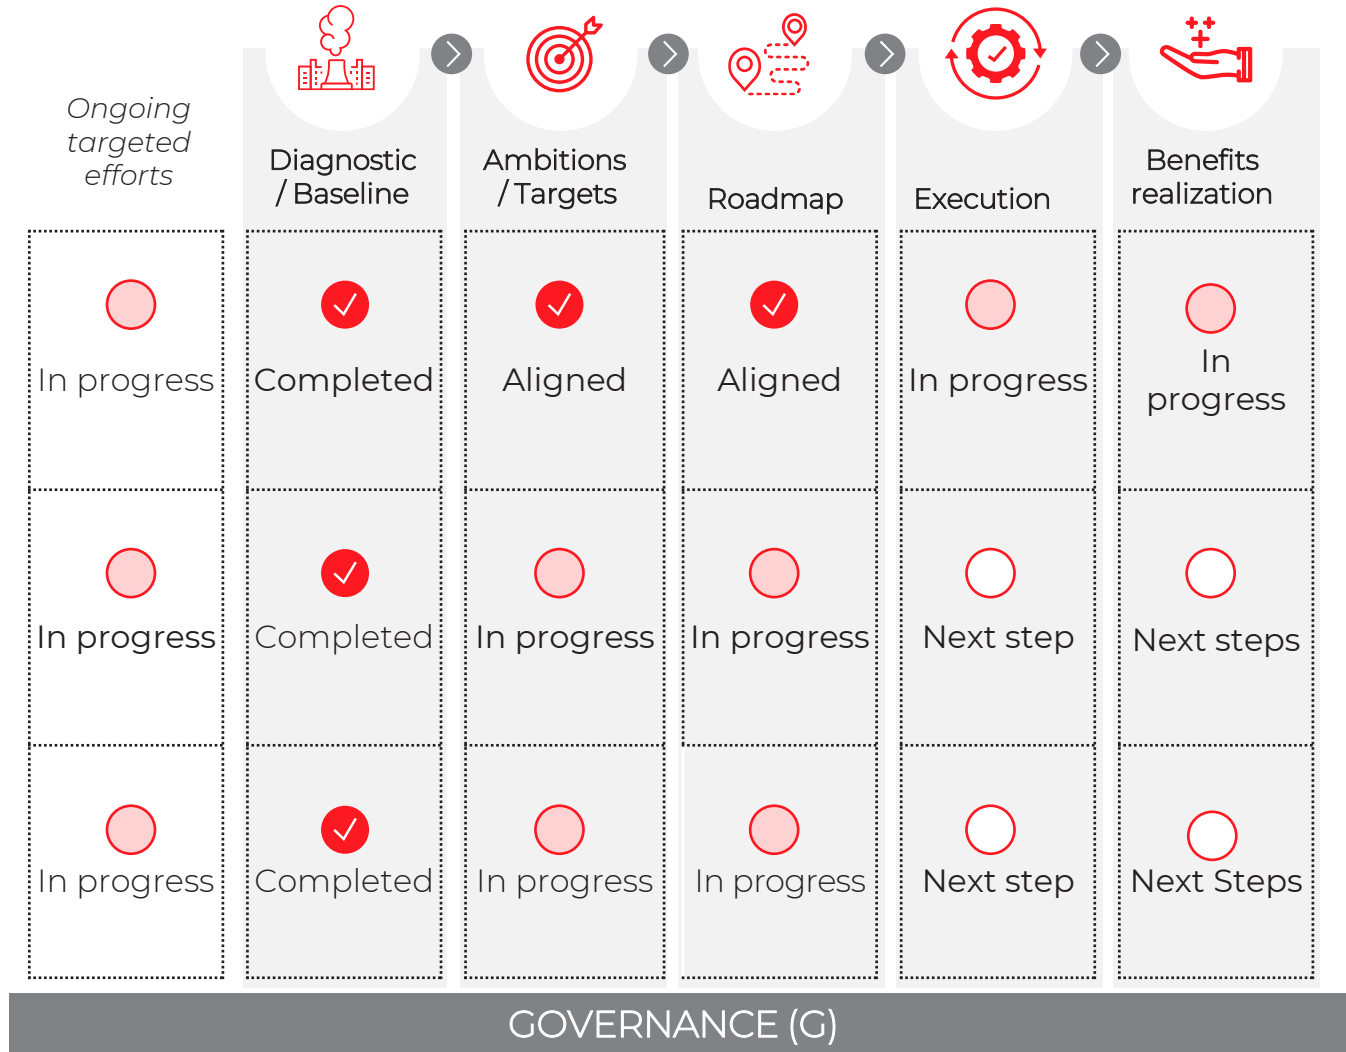 Ongoing
targeted
efforts
Diagnostic
/ Baseline
Ambitions
/ Targets
Roadmap
Execution
Benefits
realization
In progress
Completed
Aligned
Aligned
In progress
In
progress
In progress
Completed
In progress
In progress
Next step
Next steps
In progress
Completed
In progress
In progress
Next step
Next Steps
GOVERNANCE (G)